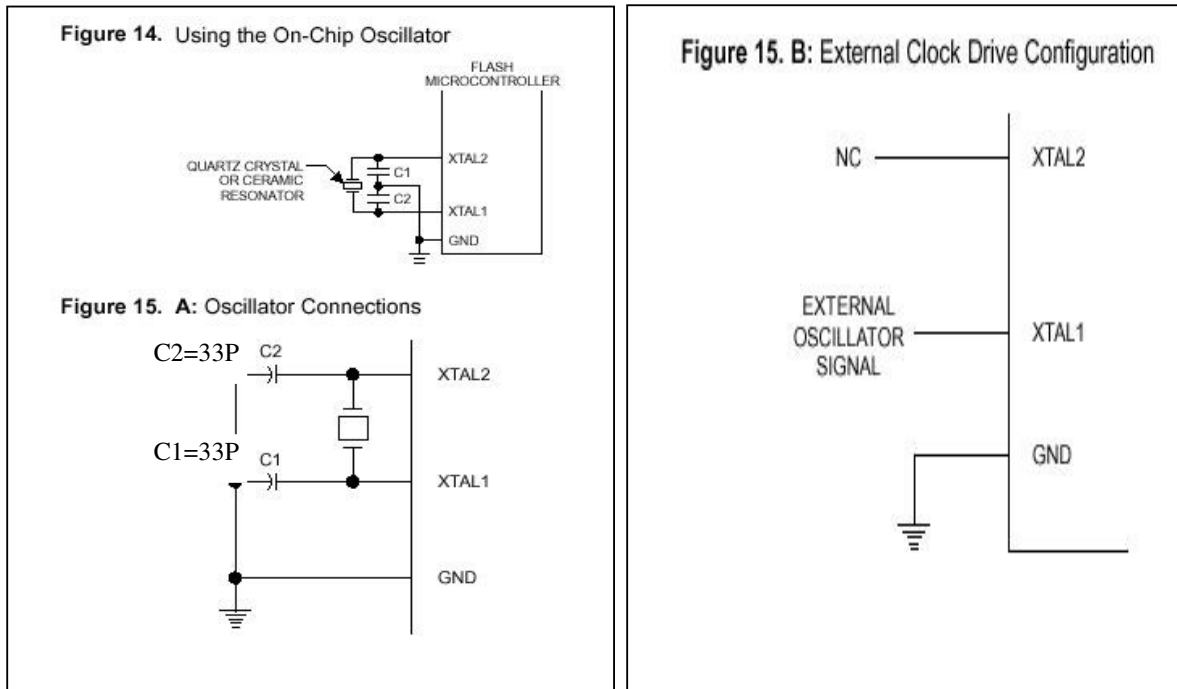 Figure 14. Using the On-Chip Oscillator
FLASH
MICROCONTROLLER
XTAL2
QUARTZ CRYSTAL
OR CERAMIC
RESONATOR
C1
C2
XTAL1
GND
Figure 15. A: Oscillator Connections
C2=33P
C2
XTAL2
C1=33P
C1
XTAL1
GND
Figure 15. B: External Clock Drive Configuration
NC
XTAL2
EXTERNAL
OSCILLATOR
SIGNAL
XTAL1
GND